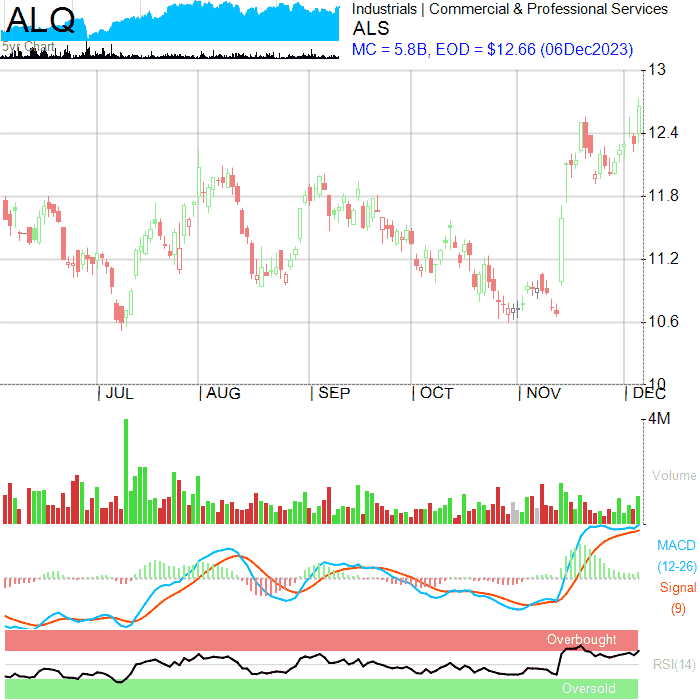 ALQ
5yr Chart
Industrials | Commercial & Professional Services
ALS
MC = 5.8B, EOD = $12.66 (06Dec2023)
13
12.4
11.8
11.2
10.6
10
| JUL | AUG | SEP | OCT | NOV | DEC
4M
Volume
MACD
(12-26)
Signal
(9)
Overbought
RSI(14)
Oversold